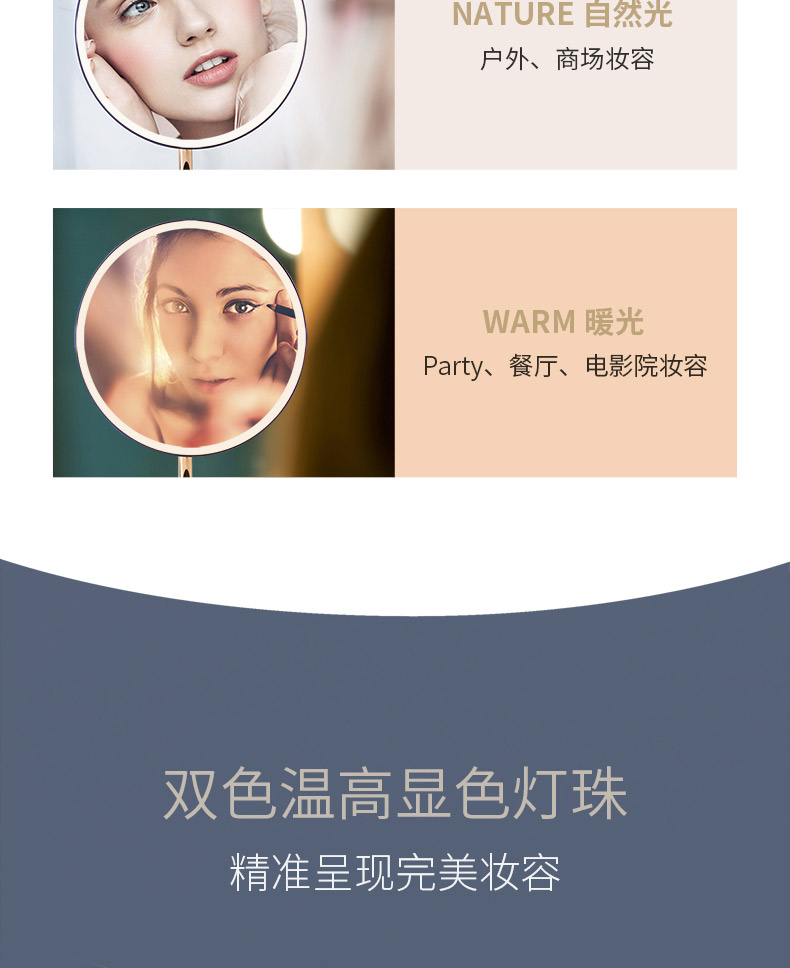 NATURE 自然光
户外、商场妆容
WARM 暖光
Party、餐厅、电影院妆容
双色温高显色灯珠
精准呈现完美妆容